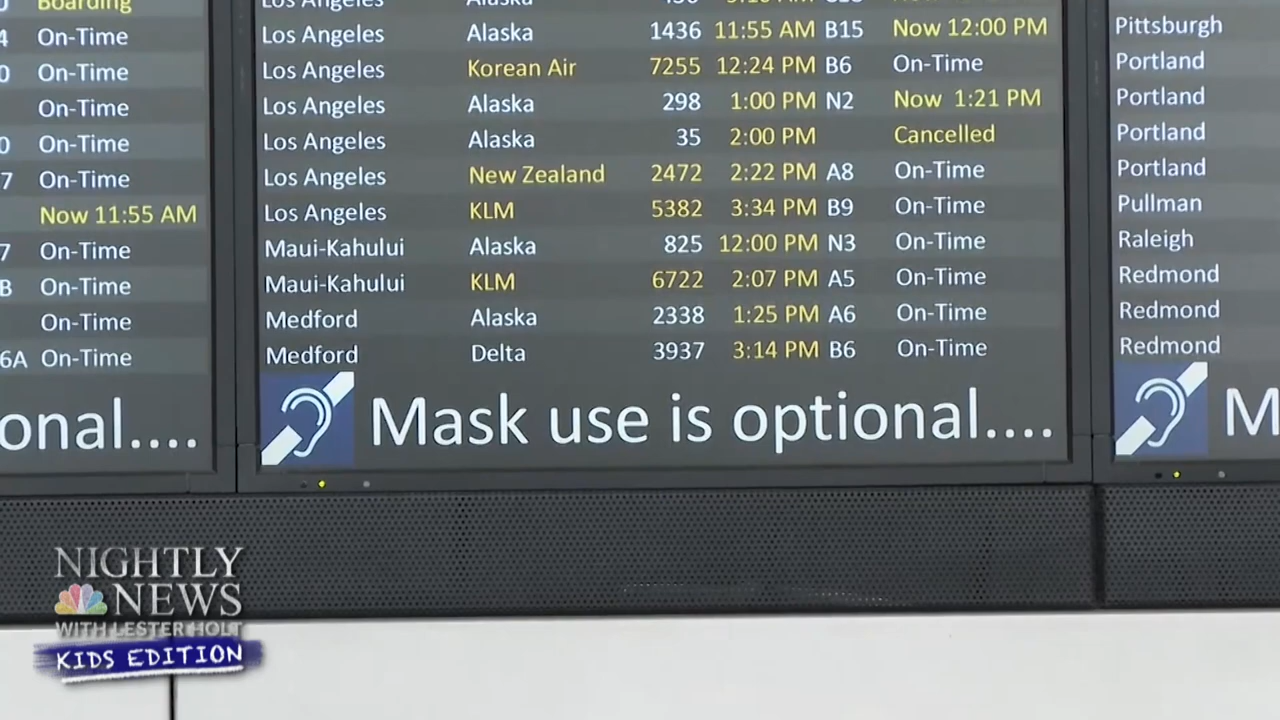 Boarding
On-Time
On-Time
On-Time
On-Time
7 On-Time
Now 11:55 AM
7 On-Time
B On-Time
On-Time
6A On-Time
onal....
Los Angeles Alaska
Los Angeles Alaska 1436 11:55 AM B15 Now 12:00 PM
Los Angeles Korean Air 7255 12:24 PM B6 On-Time
Los Angeles Alaska 298 1:00 PM N2 Now 1:21 PM
Los Angeles Alaska 35 2:00 PM Cancelled
Los Angeles New Zealand 2472 2:22 PM A8 On-Time
Los Angeles KLM 5382 3:34 PM B9 On-Time
Maui-Kahului Alaska 825 12:00 PM N3 On-Time
Maui-Kahului KLM 6722 2:07 PM A5 On-Time
Medford Alaska 2338 1:25 PM A6 On-Time
Medford Delta 3937 3:14 PM B6 On-Time
Mask use is optional....
Pittsburgh
Portland
Portland
Portland
Portland
Pullman
Raleigh
Redmond
Redmond
Redmond
M
NIGHTLY
NEWS
WITH LESTER HOLT
KIDS EDITION